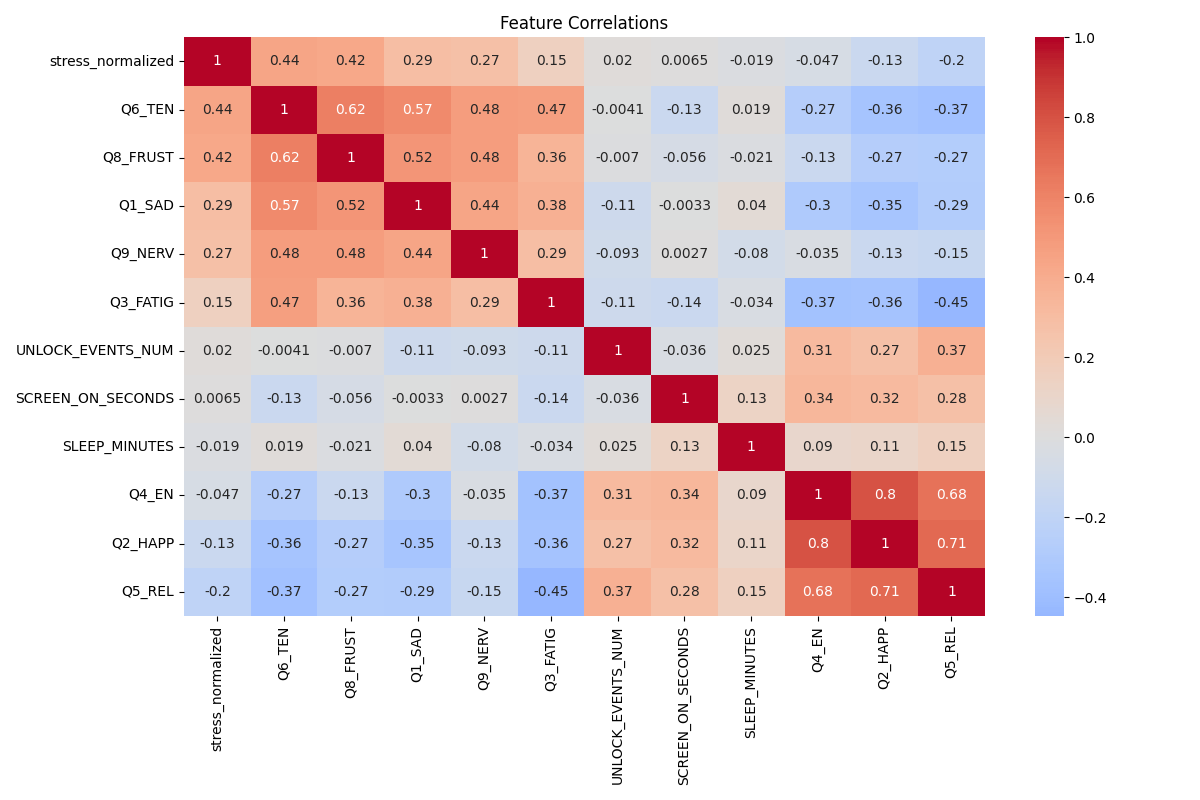 Feature Correlations
stress_normalized 1 0.44 0.42 0.29 0.27 0.15 0.02 0.0065 -0.019 -0.047 -0.13 -0.2
Q6_TEN 0.44 1 0.62 0.57 0.48 0.47 -0.0041 -0.13 0.019 -0.27 -0.36 -0.37
Q8_FRUST 0.42 0.62 1 0.52 0.48 0.36 -0.007 -0.056 -0.021 -0.13 -0.27 -0.27
Q1_SAD 0.29 0.57 0.52 1 0.44 0.38 -0.11 -0.0033 0.04 -0.3 -0.35 -0.29
Q9_NERV 0.27 0.48 0.48 0.44 1 0.29 -0.093 0.0027 -0.08 -0.035 -0.13 -0.15
Q3_FATIG 0.15 0.47 0.36 0.38 0.29 1 -0.11 -0.14 -0.034 -0.37 -0.36 -0.45
UNLOCK_EVENTS_NUM 0.02 -0.0041 -0.007 -0.11 -0.093 -0.11 1 -0.036 0.025 0.31 0.27 0.37
SCREEN_ON_SECONDS 0.0065 -0.13 -0.056 -0.0033 0.0027 -0.14 -0.036 1 0.13 0.34 0.32 0.28
SLEEP_MINUTES -0.019 0.019 -0.021 0.04 -0.08 -0.034 0.025 0.13 1 0.09 0.11 0.15
Q4_EN -0.047 -0.27 -0.13 -0.3 -0.035 -0.37 0.31 0.34 0.09 1 0.8 0.68
Q2_HAPP -0.13 -0.36 -0.27 -0.35 -0.13 -0.36 0.27 0.32 0.11 0.8 1 0.71
Q5_REL -0.2 -0.37 -0.27 -0.29 -0.15 -0.45 0.37 0.28 0.15 0.68 0.71 1
stress_normalized
Q6_TEN
Q8_FRUST
Q1_SAD
Q9_NERV
Q3_FATIG
UNLOCK_EVENTS_NUM
SCREEN_ON_SECONDS
SLEEP_MINUTES
Q4_EN
Q2_HAPP
Q5_REL
1.0
0.8
0.6
0.4
0.2
0.0
−0.2
−0.4